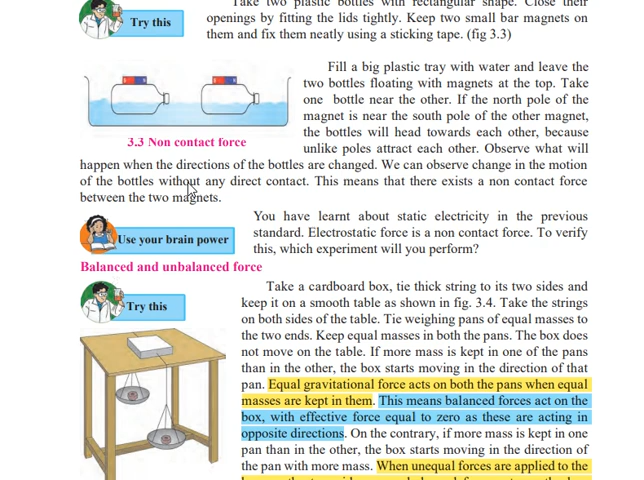 Take two plastic bottles with rectangular shape. Close their
openings by fitting the lids tightly. Keep two small bar magnets on
them and fix them neatly using a sticking tape. (fig 3.3)
Try this
Fill a big plastic tray with water and leave the
two bottles floating with magnets at the top. Take
one bottle near the other. If the north pole of the
magnet is near the south pole of the other magnet,
the bottles will head towards each other, because
unlike poles attract each other. Observe what will
3.3 Non contact force
happen when the directions of the bottles are changed. We can observe change in the motion
of the bottles without any direct contact. This means that there exists a non contact force
between the two magnets.
You have learnt about static electricity in the previous
standard. Electrostatic force is a non contact force. To verify
this, which experiment will you perform?
Use your brain power
Balanced and unbalanced force
Try this
Take a cardboard box, tie thick string to its two sides and
keep it on a smooth table as shown in fig. 3.4. Take the strings
on both sides of the table. Tie weighing pans of equal masses to
the two ends. Keep equal masses in both the pans. The box does
not move on the table. If more mass is kept in one of the pans
than in the other, the box starts moving in the direction of that
pan. Equal gravitational force acts on both the pans when equal
masses are kept in them. This means balanced forces act on the
box, with effective force equal to zero as these are acting in
opposite directions. On the contrary, if more mass is kept in one
pan than in the other, the box starts moving in the direction of
the pan with more mass. When unequal forces are applied to the